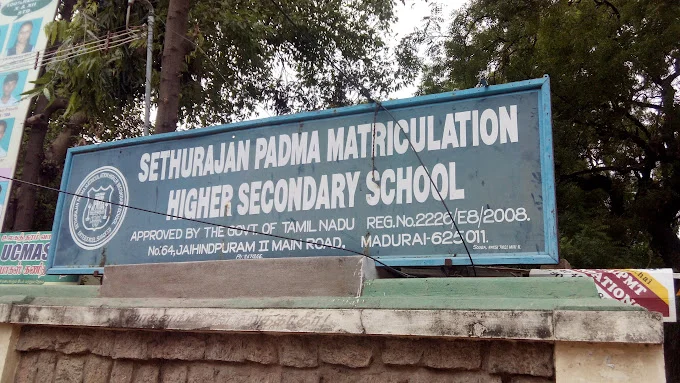 SETHURAJAN PADMA MATRICULATION
HIGHER SECONDARY SCHOOL
APPROVED BY THE GOVT OF TAMIL NADU REG.No.2226/E8/2008.
No:64,JAIHINDPURAM II MAIN ROAD, MADURAI-625011.
UCMAS